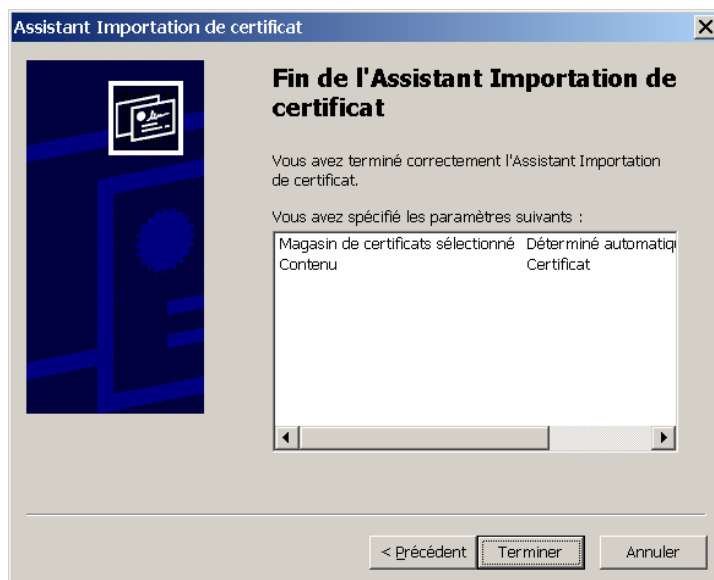 Assistant Importation de certificat
Fin de l'Assistant Importation de
certificat
Vous avez terminé correctement l'Assistant Importation
de certificat.
Vous avez spécifié les paramètres suivants :
Magasin de certificats sélectionné Déterminé automatiq
Contenu Certificat
< Précédent Terminer Annuler